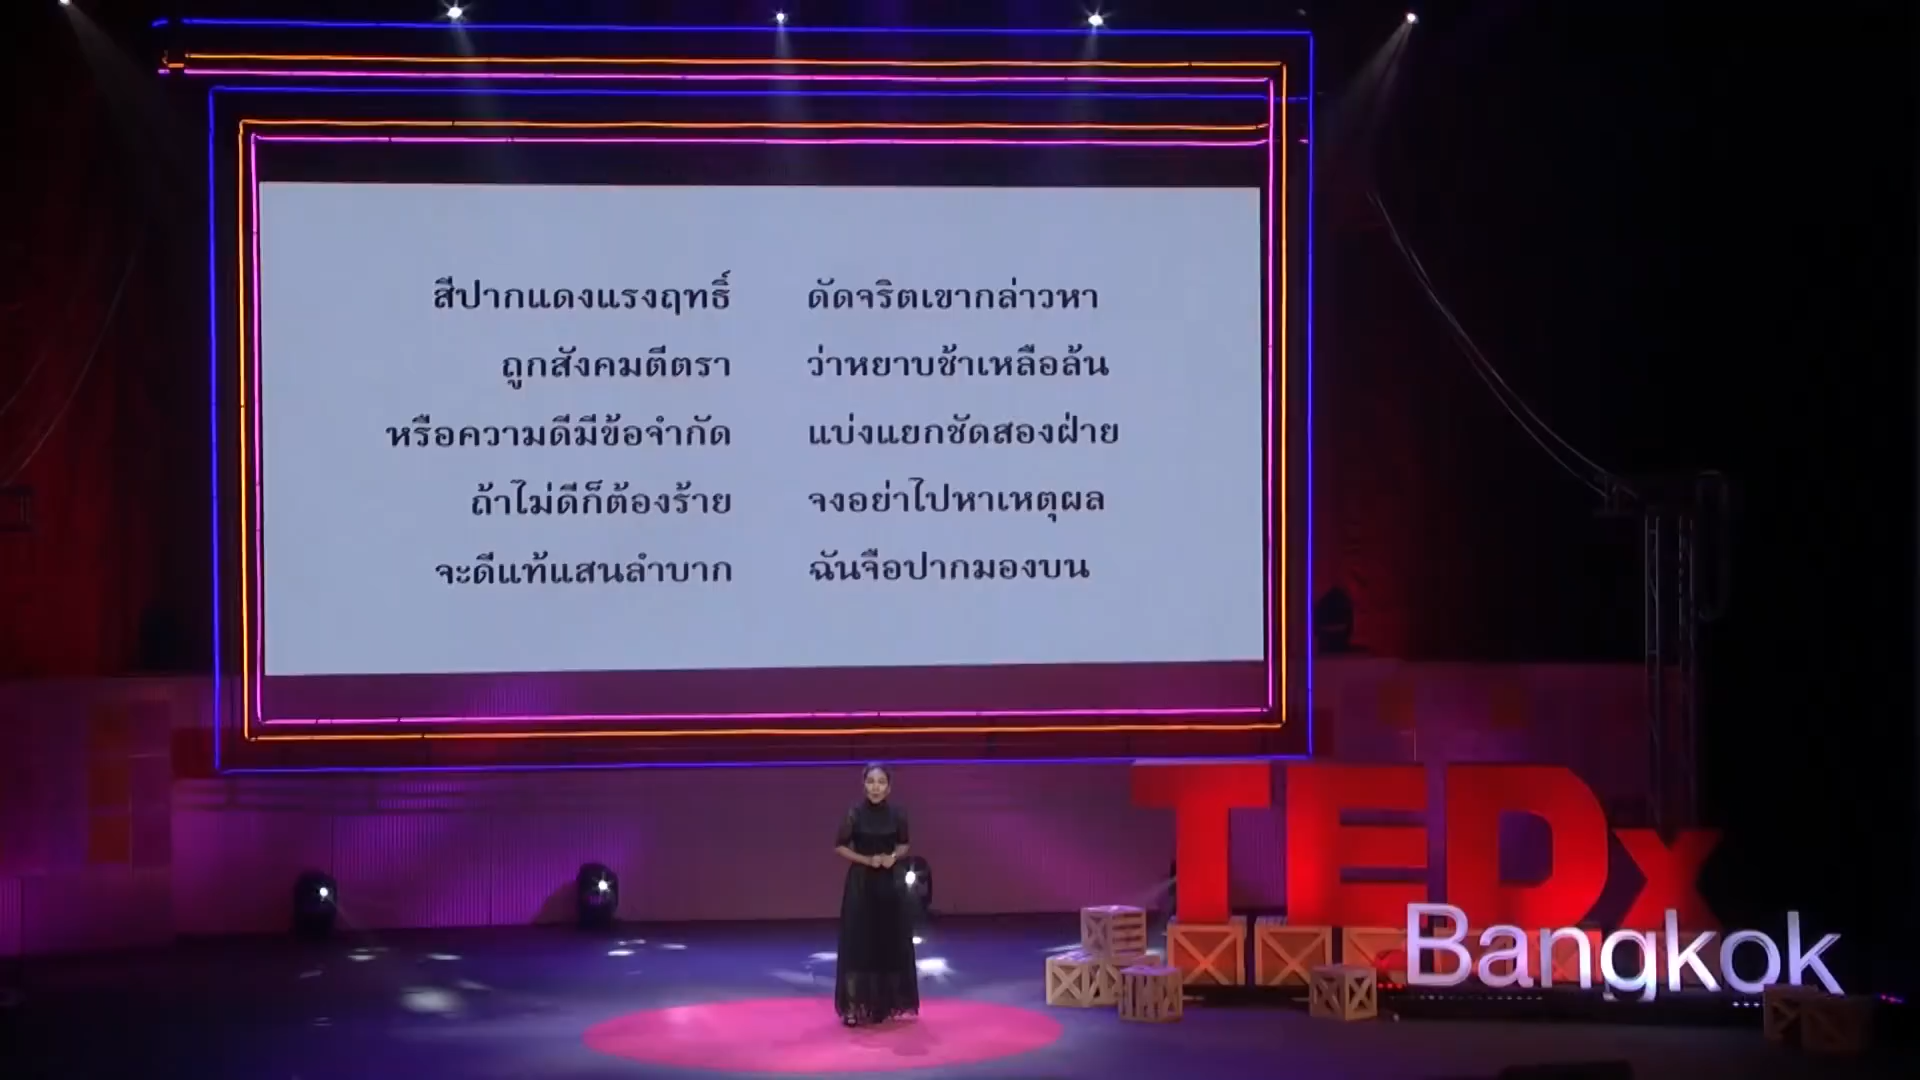 สีปากแดงแรงฤทธิ์ ดัดจริตเขากล่าวหา
ถูกสังคมตีตรา ว่าหยาบช้าเหลือล้น
หรือความดีมีข้อจำกัด แบ่งแยกชัดสองฝ่าย
ถ้าไม่ดีก็ต้องร้าย จงอย่าไปหาเหตุผล
จะดีแท้แสนลำบาก ฉันจือปากมองบน
TEDx
Bangkok